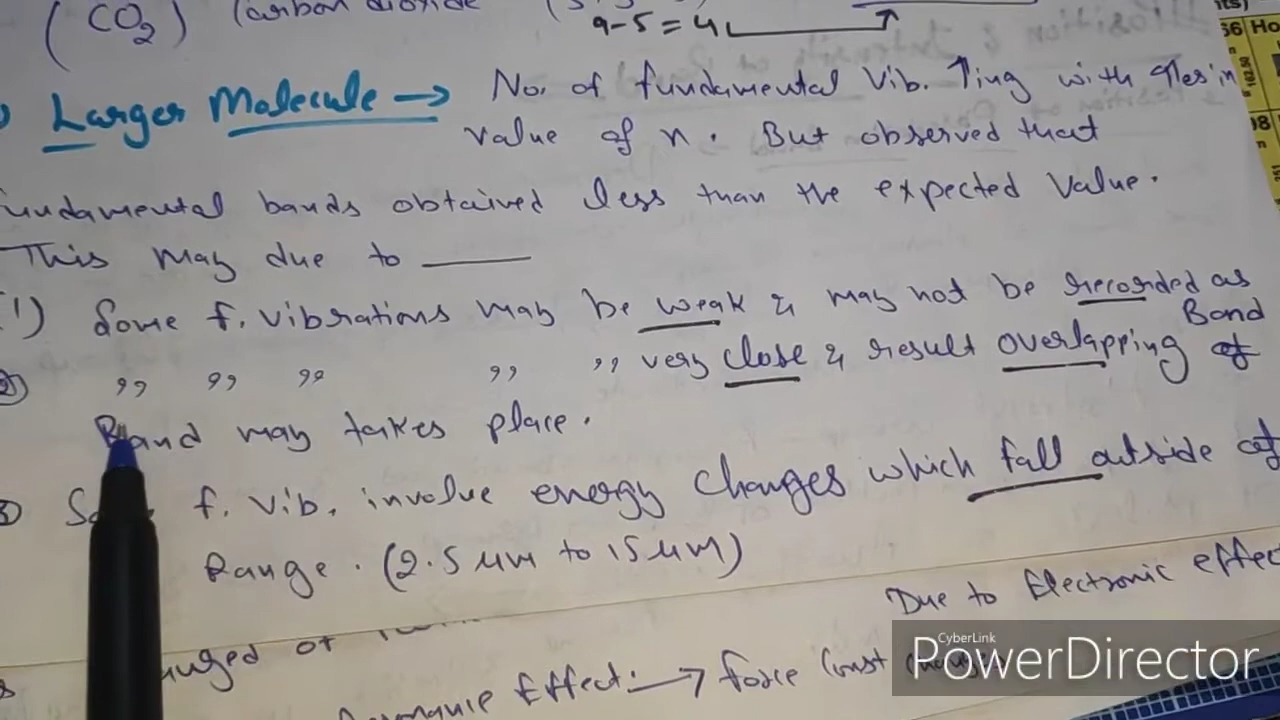 (CO2) (carbon dioxide
9-5=4
Larger Molecule → No. of fundamental Vib. ↑ing with ↑es in
value of n. But observed that
undamental bands obtained less than the expected Value.
This may due to ———
1) Some f. vibrations may be weak & may not be recorded as Band
2) ,, ,, ,, ,, ,, very close & result overlapping of
Band may takes place.
3) f. Vib. involve energy changes which fall outside of
Range. (2.5 μm to 15 μm)
Due to Electronic effec
Effect: → force Const
66 Ho
98
CyberLink
PowerDirector